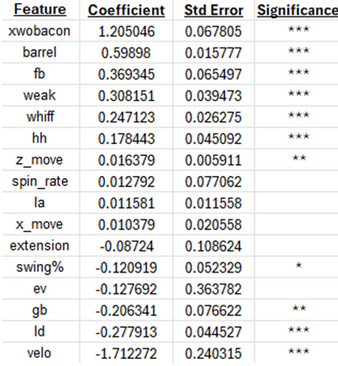 Feature Coefficient Std Error Significance
xwobacon 1.205046 0.067805 ***
barrel 0.59898 0.015777 ***
fb 0.369345 0.065497 ***
weak 0.308151 0.039473 ***
whiff 0.247123 0.026275 ***
hh 0.178443 0.045092 ***
z_move 0.016379 0.005911 **
spin_rate 0.012792 0.077062
la 0.011581 0.011558
x_move 0.010379 0.020558
extension -0.08724 0.108624
swing% -0.120919 0.052329 *
ev -0.127692 0.363782
gb -0.206341 0.076622 **
ld -0.277913 0.044527 ***
velo -1.712272 0.240315 ***